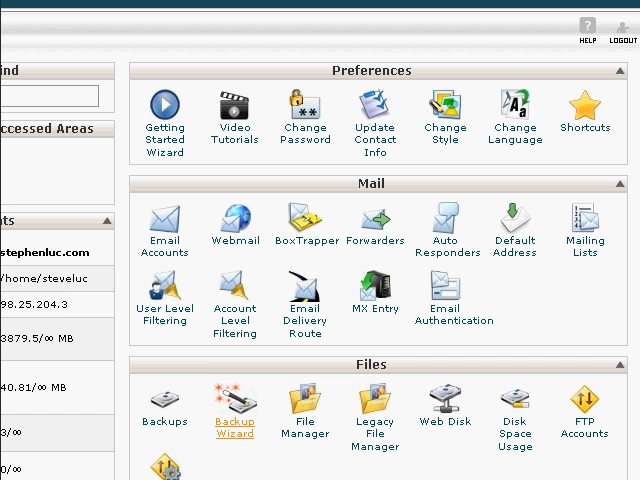 HELP LOGOUT
ind
ccessed Areas
nts
stephenluc.com
/home/steveluc
98.25.204.3
3879.5/∞ MB
40.81/∞ MB
3/∞
0/∞
Preferences
Getting Started Wizard
Video Tutorials
Change Password
Update Contact Info
Change Style
Change Language
Shortcuts
Mail
Email Accounts
Webmail
BoxTrapper
Forwarders
Auto Responders
Default Address
Mailing Lists
User Level Filtering
Account Level Filtering
Email Delivery Route
MX Entry
Email Authentication
Files
Backups
Backup Wizard
File Manager
Legacy File Manager
Web Disk
Disk Space Usage
FTP Accounts